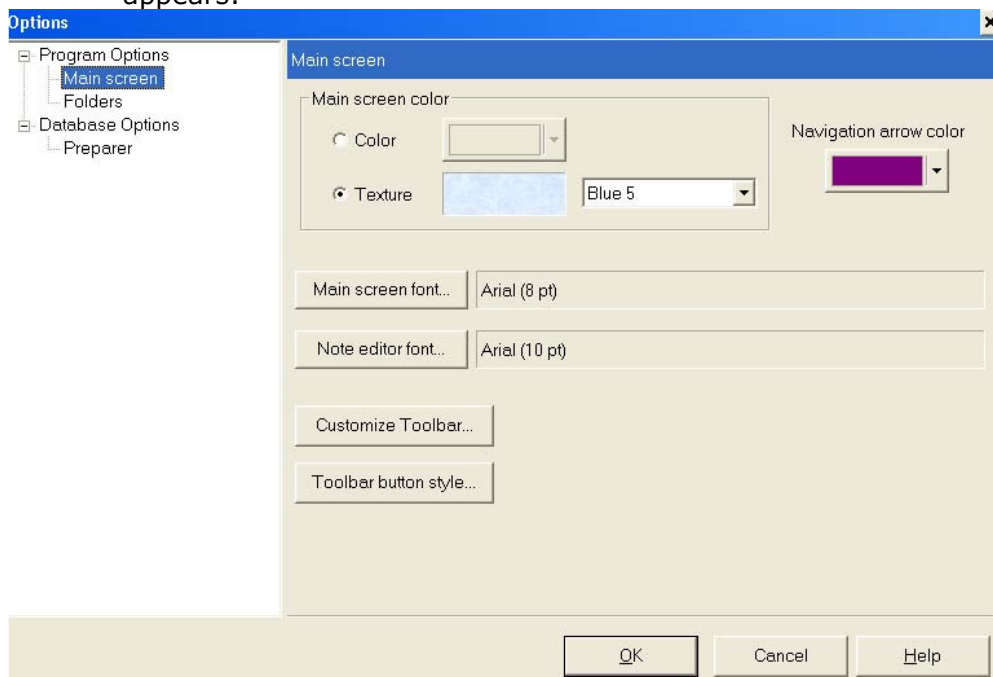 appears:
Options
Program Options
Main screen
Folders
Database Options
Preparer
Main screen
Main screen color
Color
Texture
Blue 5
Navigation arrow color
Main screen font...
Arial (8 pt)
Note editor font...
Arial (10 pt)
Customize Toolbar...
Toolbar button style...
OK
Cancel
Help